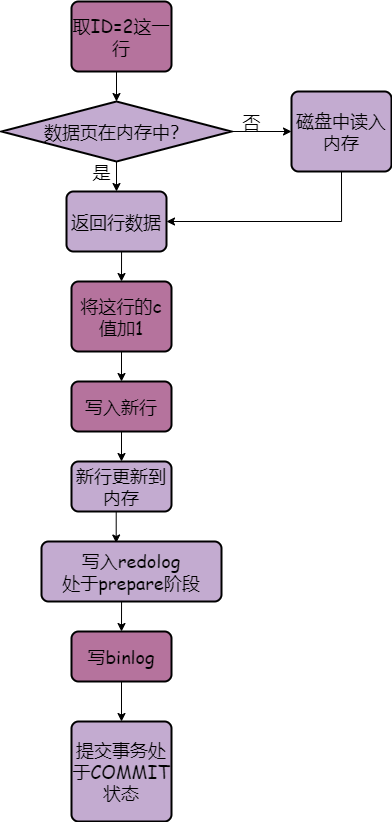 取ID=2这一
行
数据页在内存中？
否
磁盘中读入
内存
是
返回行数据
将这行的c
值加1
写入新行
新行更新到
内存
写入redolog
处于prepare阶段
写binlog
提交事务处
于COMMIT
状态